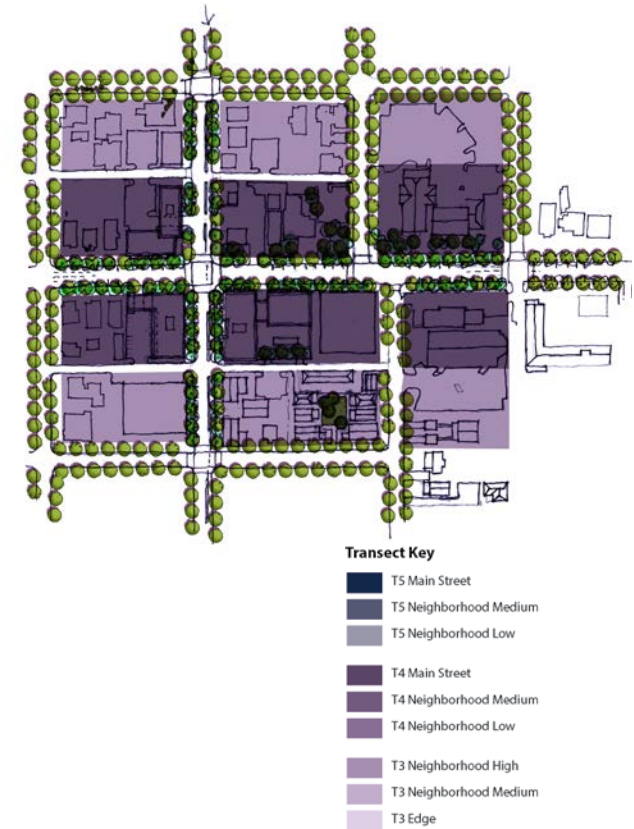 Transect Key
T5 Main Street
T5 Neighborhood Medium
T5 Neighborhood Low
T4 Main Street
T4 Neighborhood Medium
T4 Neighborhood Low
T3 Neighborhood High
T3 Neighborhood Medium
T3 Edge